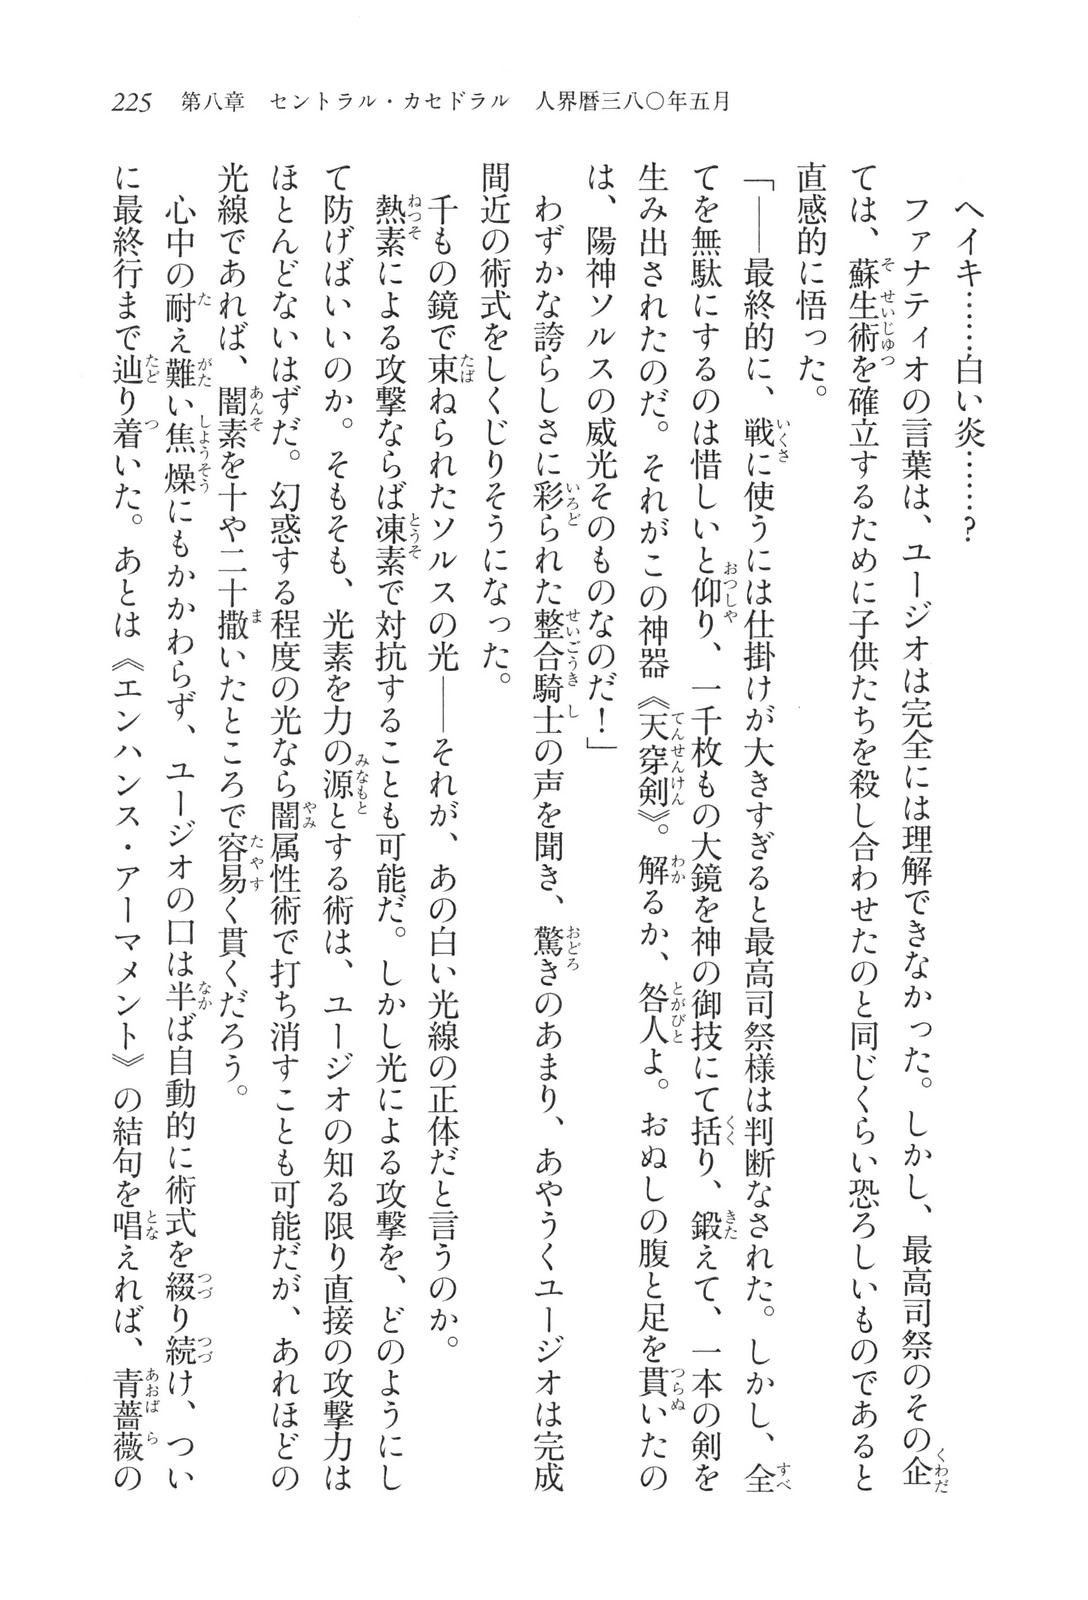 225　第八章　セントラル・カセドラル　人界暦三八〇年五月
ヘイキ……白い炎……?
ファナティオの言葉は、ユージオは完全には理解できなかった。しかし、最高司祭のその企
ては、蘇生術を確立するために子供たちを殺し合わせたのと同じくらい恐ろしいものであると
直感的に悟った。
「――最終的に、戦に使うには仕掛けが大きすぎると最高司祭様は判断なされた。しかし、全
てを無駄にするのは惜しいと仰り、一千枚もの大鏡を神の御技にて括り、鍛えて、一本の剣を
生み出されたのだ。それがこの神器《天穿剣》。解るか、咎人よ。おぬしの腹と足を貫いたの
は、陽神ソルスの威光そのものなのだ！」
わずかな誇らしさに彩られた整合騎士の声を聞き、驚きのあまり、あやうくユージオは完成
間近の術式をしくじりそうになった。
千もの鏡で束ねられたソルスの光――それが、あの白い光線の正体だと言うのか。
熱素による攻撃ならば凍素で対抗することも可能だ。しかし光による攻撃を、どのようにし
て防げばいいのか。そもそも、光素を力の源とする術は、ユージオの知る限り直接の攻撃力は
ほとんどないはずだ。幻惑する程度の光なら闇属性術で打ち消すことも可能だが、あれほどの
光線であれば、闇素を十や二十撒いたところで容易く貫くだろう。
心中の耐え難い焦燥にもかかわらず、ユージオの口は半ば自動的に術式を綴り続け、つい
に最終行まで辿り着いた。あとは《エンハンス・アーマメント》の結句を唱えれば、青薔薇の